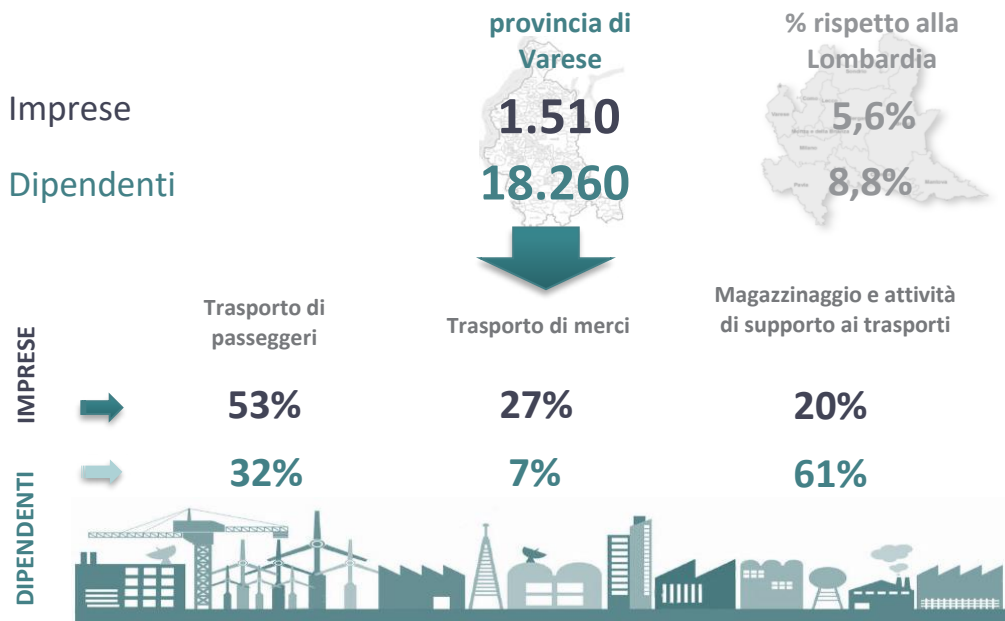 provincia di
Varese
% rispetto alla
Lombardia
Imprese
1.510
5,6%
Dipendenti
18.260
8,8%
Trasporto di
passeggeri
Trasporto di merci
Magazzinaggio e attività
di supporto ai trasporti
IMPRESE
53%
27%
20%
DIPENDENTI
32%
7%
61%